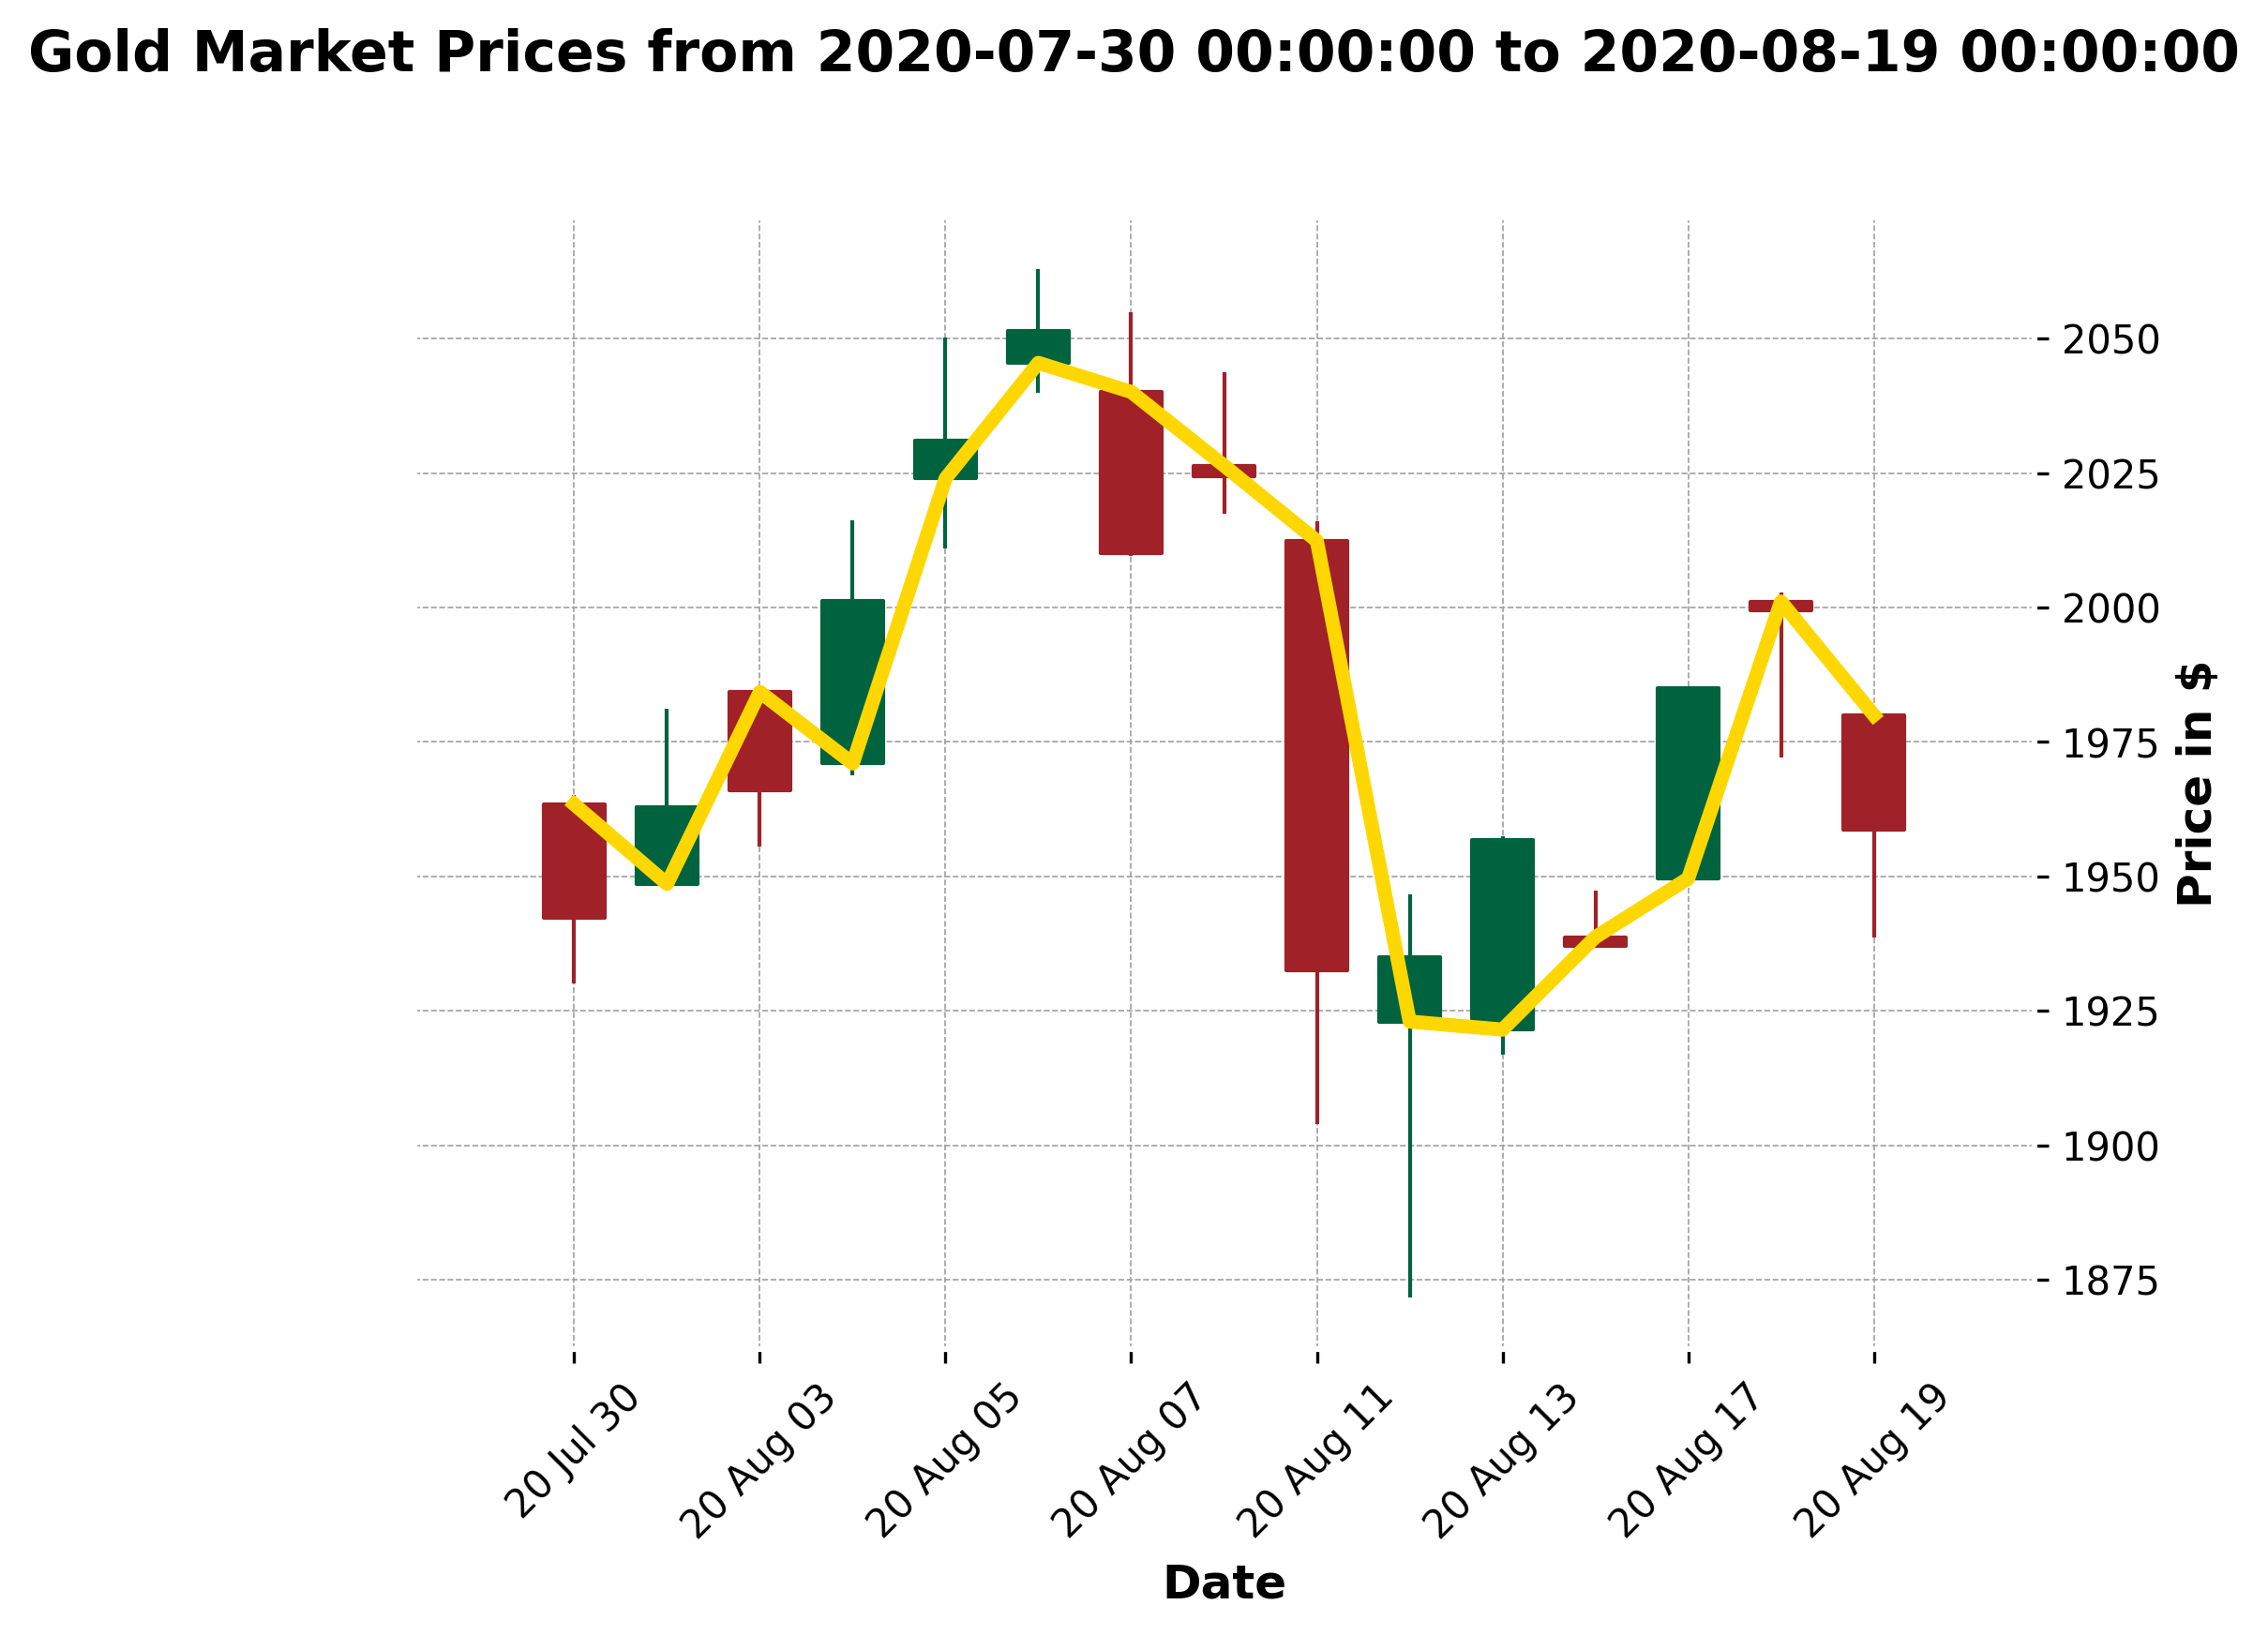 Gold Market Prices from 2020-07-30 00:00:00 to 2020-08-19 00:00:00
2050
2025
2000
1975
1950
1925
1900
1875
Price in $
20 Jul 30
20 Aug 03
20 Aug 05
20 Aug 07
20 Aug 11
20 Aug 13
20 Aug 17
20 Aug 19
Date